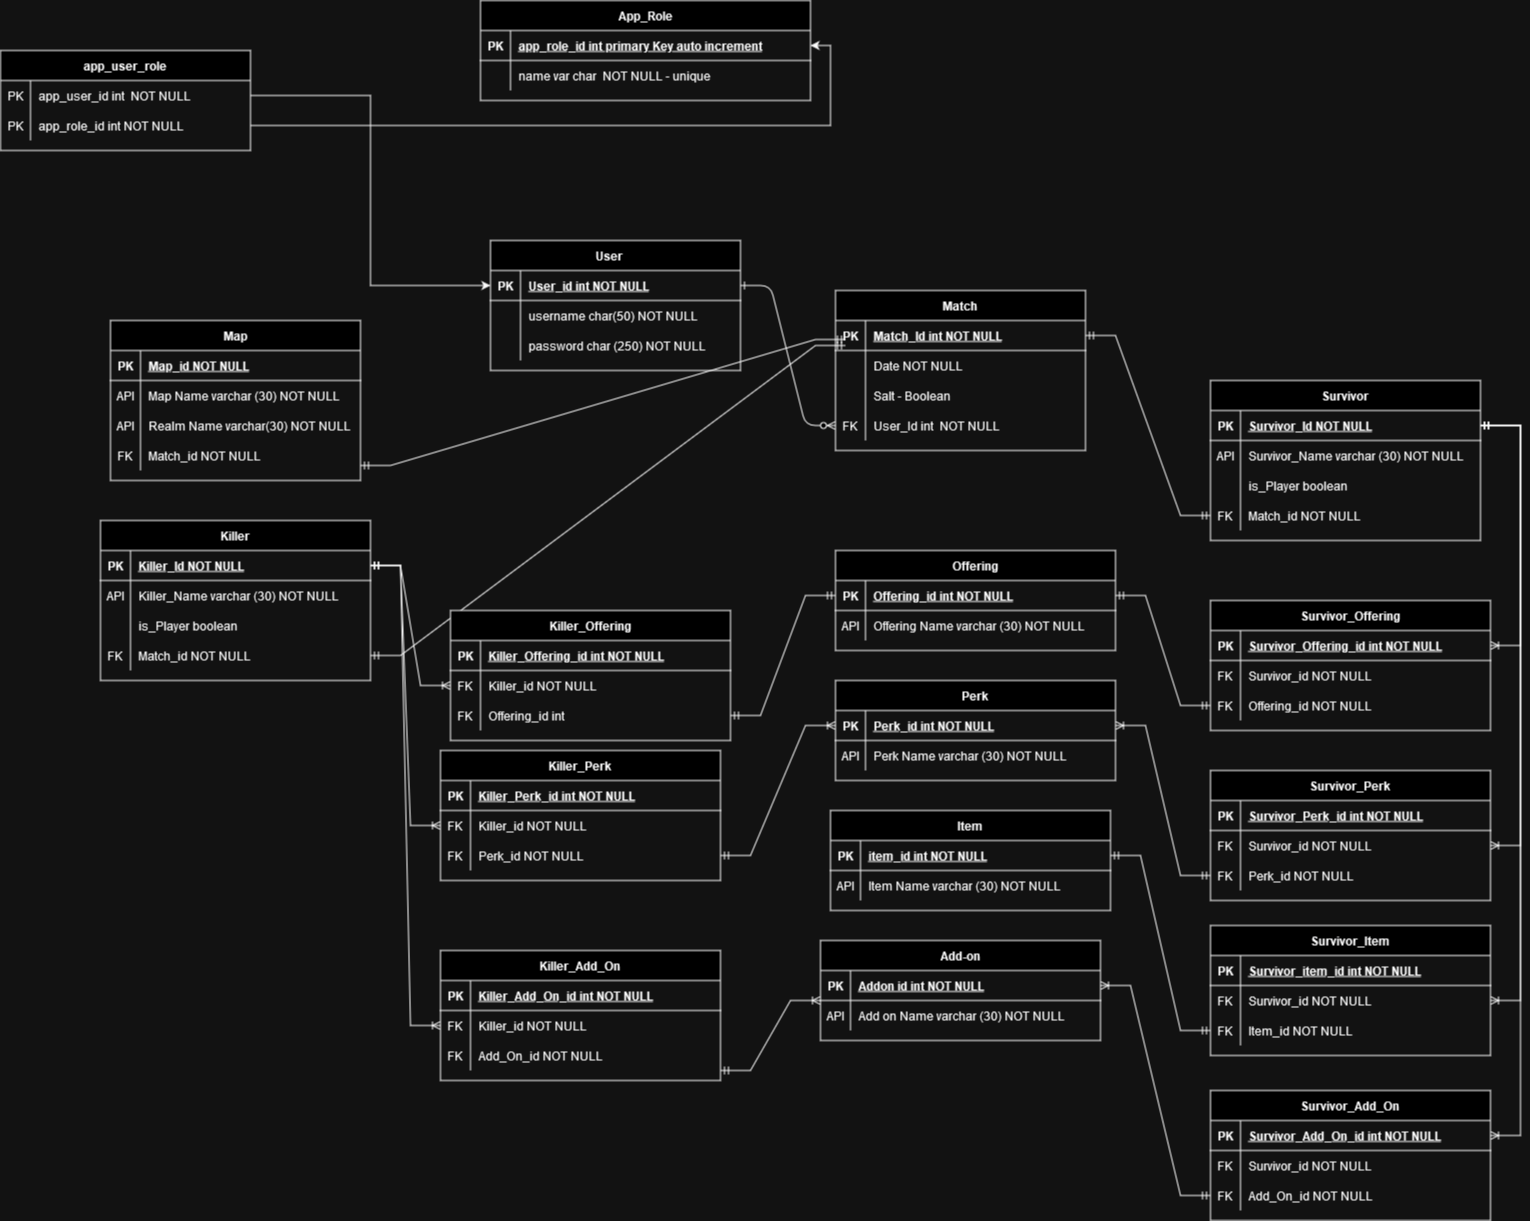 App_Role
PK app_role_id int primary Key auto increment
name var char  NOT NULL - unique
app_user_role
PK app_user_id int  NOT NULL
PK app_role_id int NOT NULL
User
PK User_id int NOT NULL
username char(50) NOT NULL
password char (250) NOT NULL
Match
PK Match_Id int NOT NULL
Date NOT NULL
Salt - Boolean
FK User_Id int  NOT NULL
Map
PK Map_id NOT NULL
API Map Name varchar (30) NOT NULL
API Realm Name varchar(30) NOT NULL
FK Match_id NOT NULL
Survivor
PK Survivor_Id NOT NULL
API Survivor_Name varchar (30) NOT NULL
is_Player boolean
FK Match_id NOT NULL
Killer
PK Killer_Id NOT NULL
API Killer_Name varchar (30) NOT NULL
is_Player boolean
FK Match_id NOT NULL
Killer_Offering
PK Killer_Offering_id int NOT NULL
FK Killer_id NOT NULL
FK Offering_id int
Offering
PK Offering_id int NOT NULL
API Offering Name varchar (30) NOT NULL
Survivor_Offering
PK Survivor_Offering_id int NOT NULL
FK Survivor_id NOT NULL
FK Offering_id NOT NULL
Killer_Perk
PK Killer_Perk_id int NOT NULL
FK Killer_id NOT NULL
FK Perk_id NOT NULL
Perk
PK Perk_id int NOT NULL
API Perk Name varchar (30) NOT NULL
Survivor_Perk
PK Survivor_Perk_id int NOT NULL
FK Survivor_id NOT NULL
FK Perk_id NOT NULL
Item
PK item_id int NOT NULL
API Item Name varchar (30) NOT NULL
Survivor_Item
PK Survivor_item_id int NOT NULL
FK Survivor_id NOT NULL
FK Item_id NOT NULL
Killer_Add_On
PK Killer_Add_On_id int NOT NULL
FK Killer_id NOT NULL
FK Add_On_id NOT NULL
Add-on
PK Addon id int NOT NULL
API Add on Name varchar (30) NOT NULL
Survivor_Add_On
PK Survivor_Add_On_id int NOT NULL
FK Survivor_id NOT NULL
FK Add_On_id NOT NULL